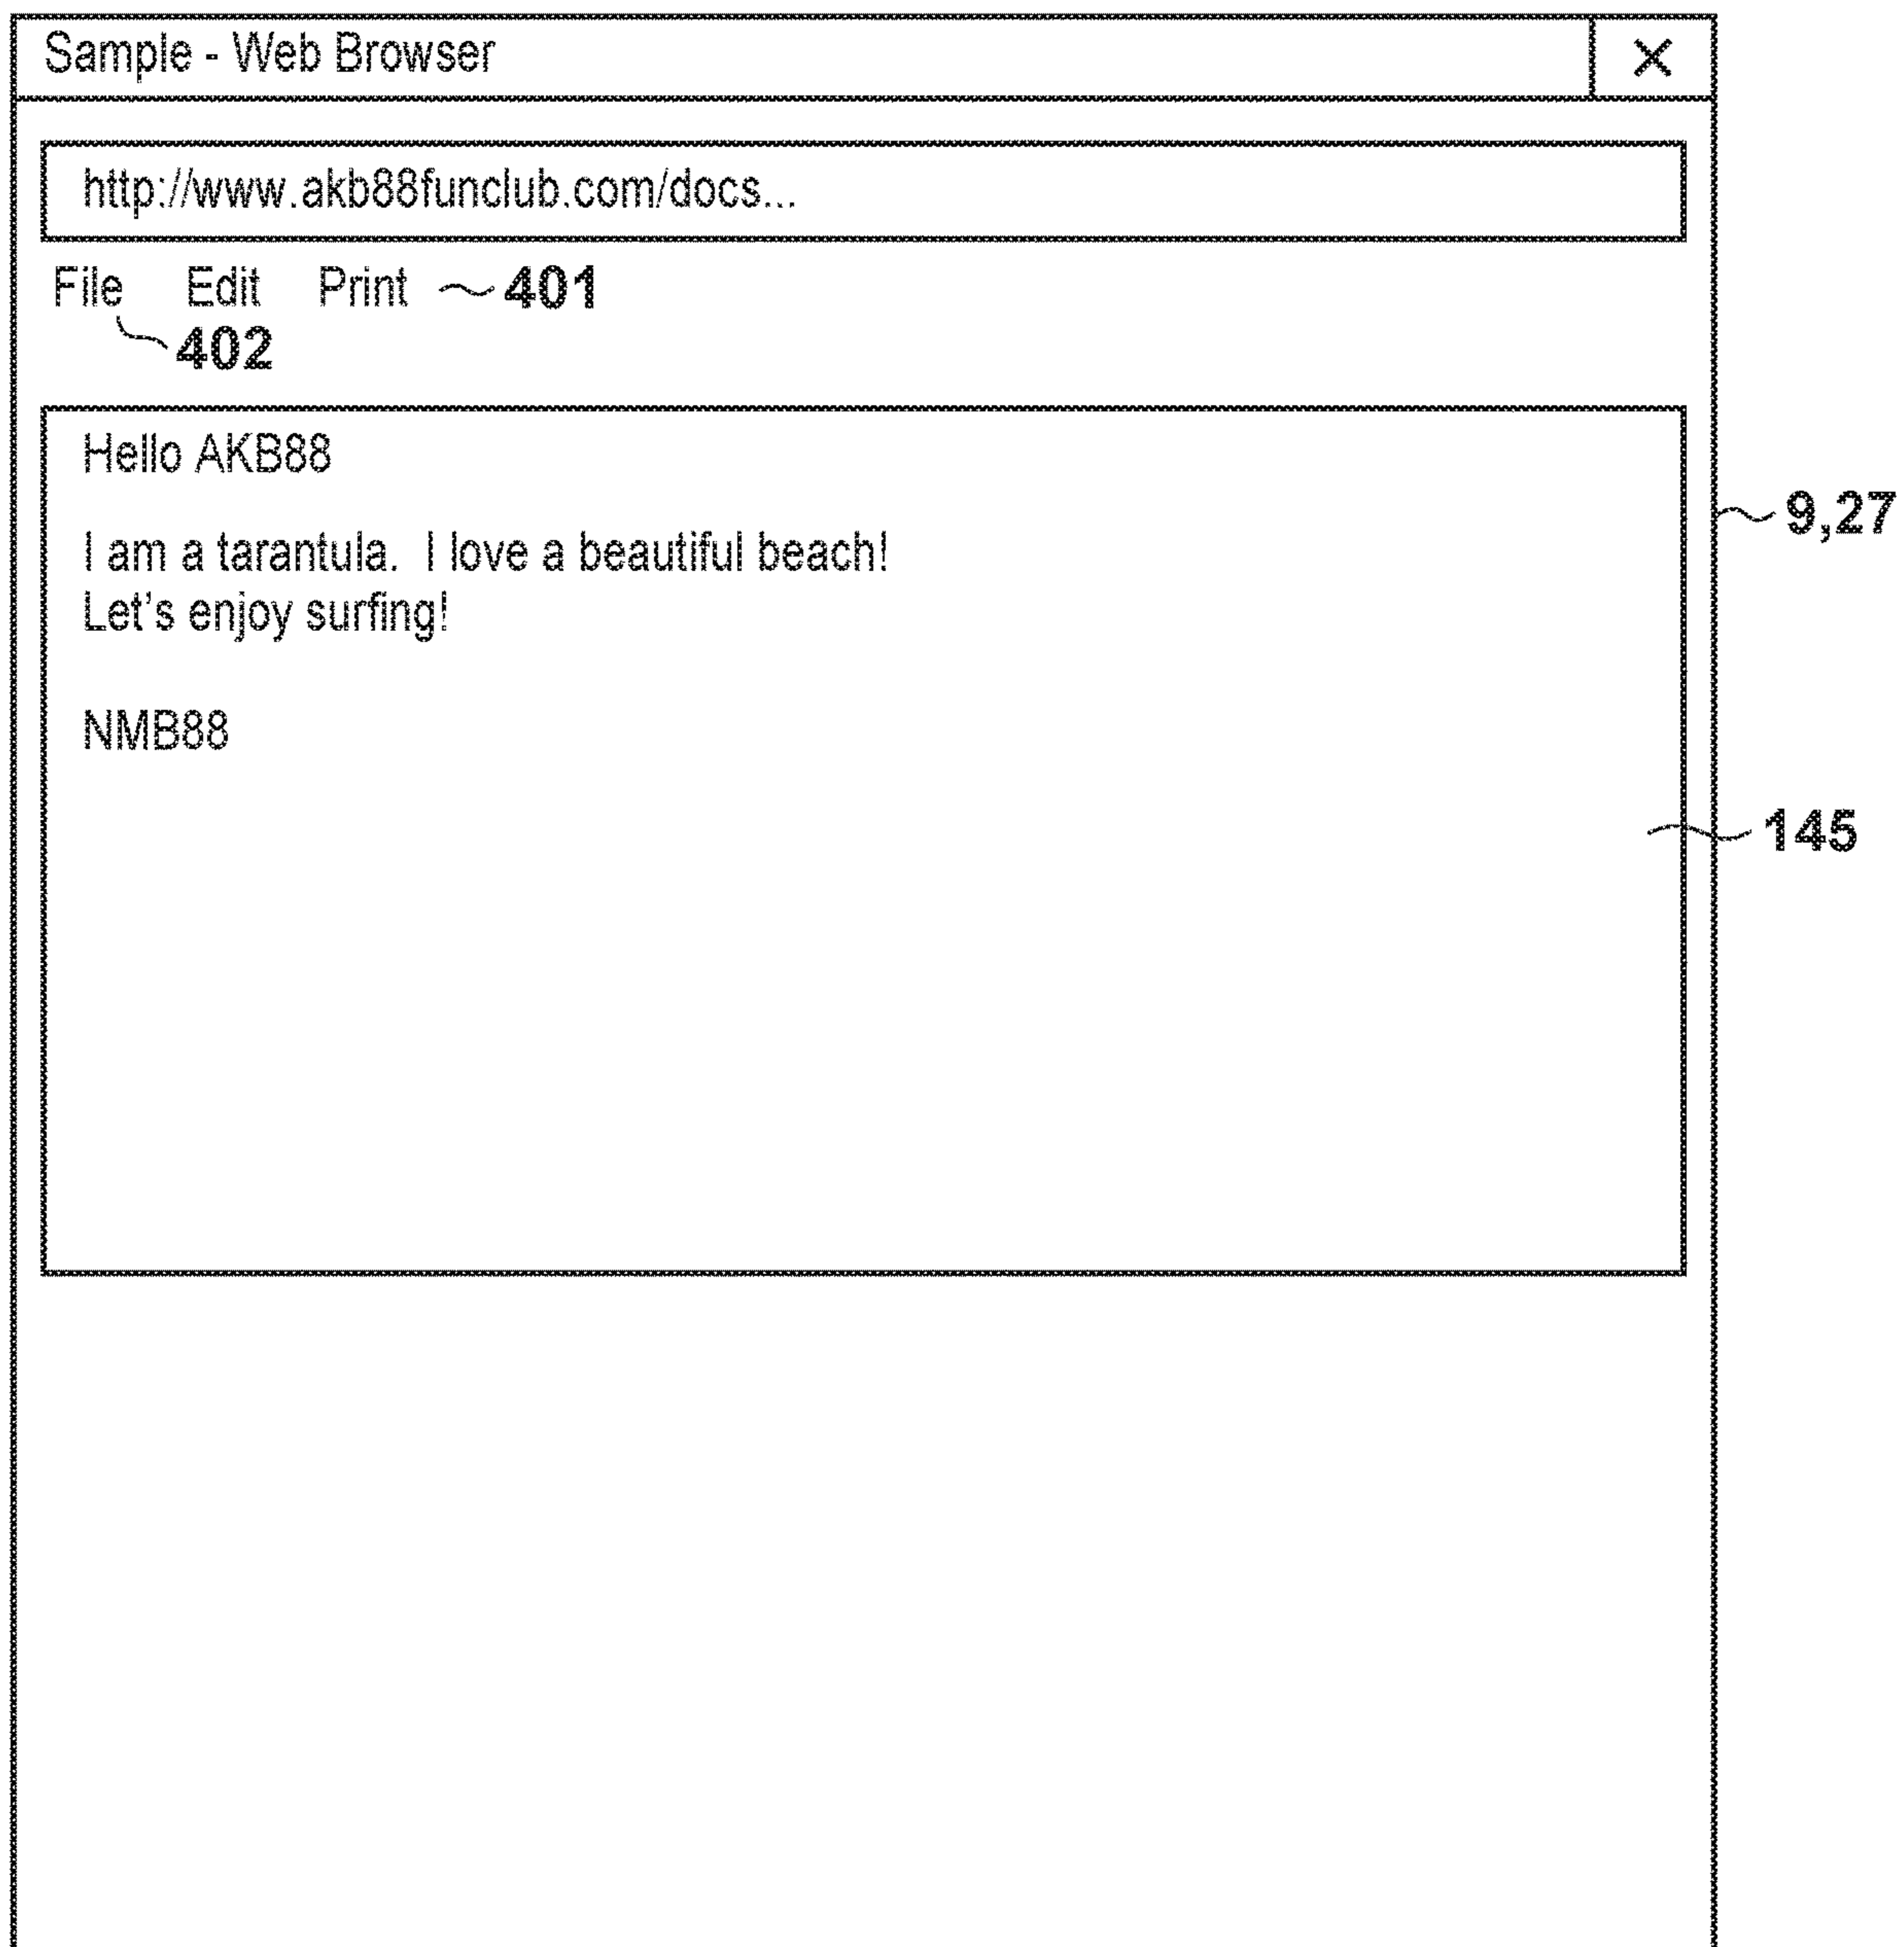 Sample - Web Browser ×
http://www.akb88funclub.com/docs...
File Edit Print 401
402
Hello AKB88
9,27
I am a tarantula. I love a beautiful beach!
Let's enjoy surfing!
NMB88
145